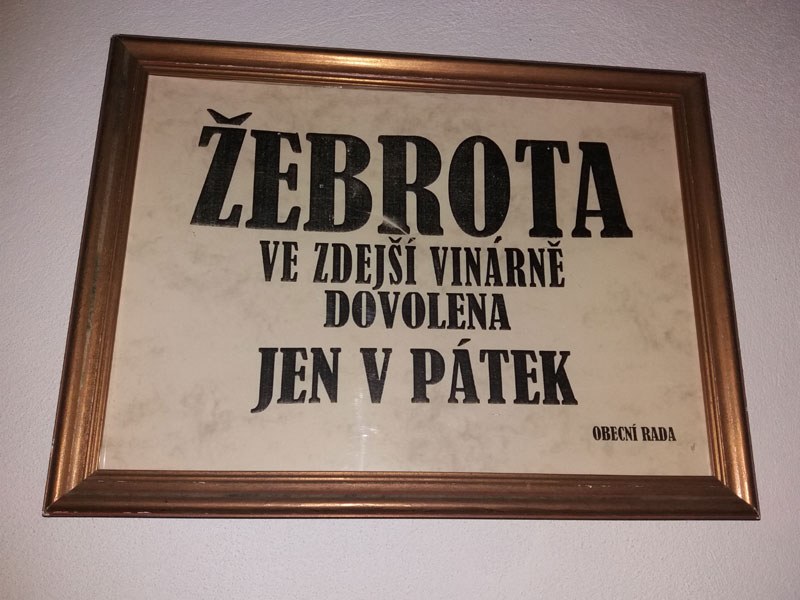 ŽEBROTA
VE ZDEJŠÍ VINÁRNĚ
DOVOLENA
JEN V PÁTEK
OBECNÍ RADA